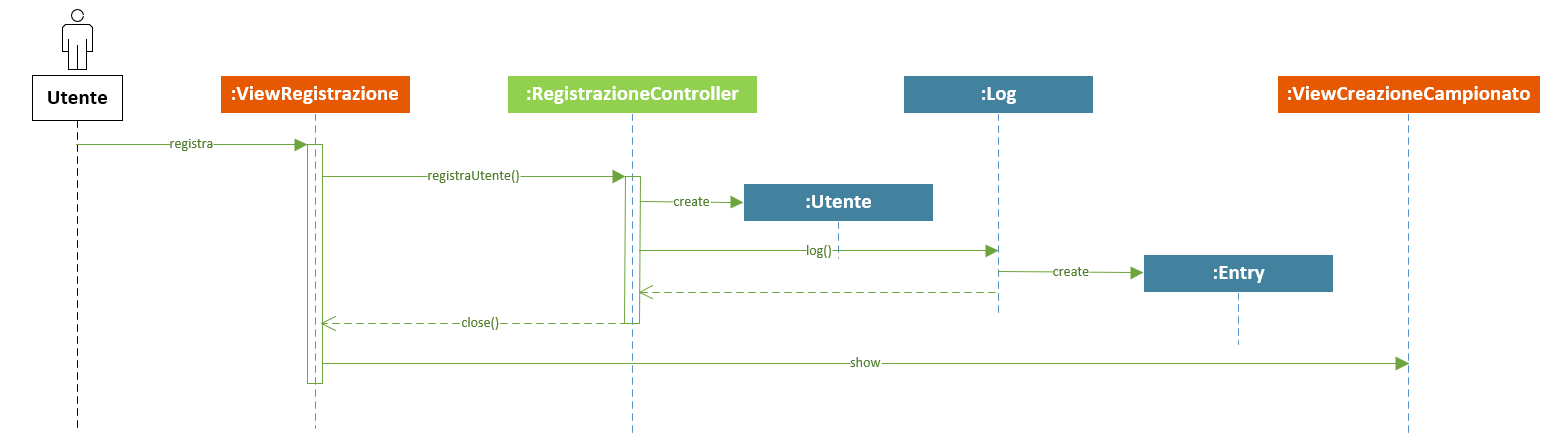 Utente
:ViewRegistrazione
:RegistrazioneController
:Log
:ViewCreazioneCampionato
registra
registraUtente()
create
:Utente
log()
create
:Entry
close()
show